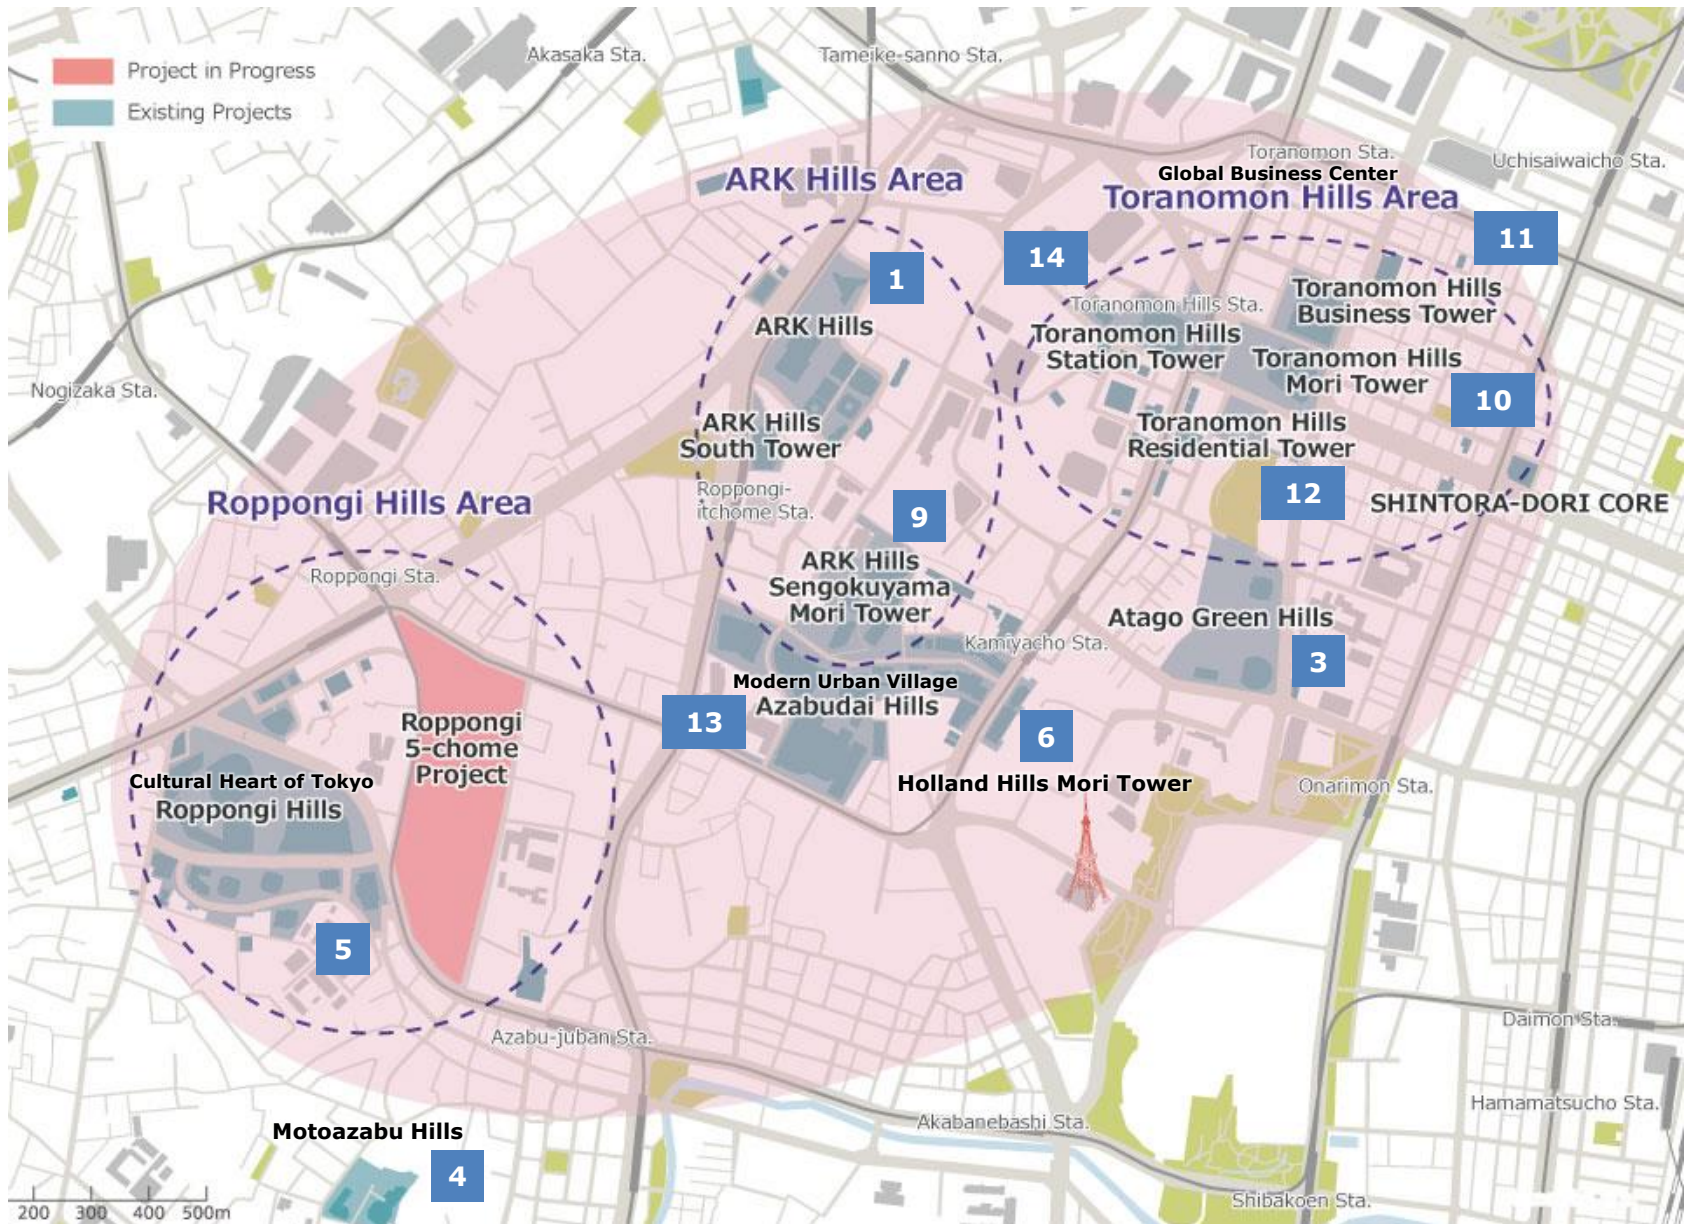 Akasaka Sta.
Tameike-sanno Sta.
Project in Progress
Existing Projects
Toranomon Sta.
Uchisaiwaicho Sta.
Global Business Center
ARK Hills Area
Toranomon Hills Area
14
11
1
Toranomon Hills
Business Tower
Toranomon Hills Sta.
ARK Hills
Toranomon Hills
Station Tower
Toranomon Hills
Mori Tower
Nogizaka Sta.
10
ARK Hills
South Tower
Toranomon Hills
Residential Tower
Roppongi-
itchome Sta.
12
SHINTORA-DORI CORE
Roppongi Hills Area
9
ARK Hills
Sengokuyama
Mori Tower
Roppongi Sta.
Atago Green Hills
Kamiyacho Sta.
3
Modern Urban Village
Azabudai Hills
13
6
Roppongi
5-chome
Project
Cultural Heart of Tokyo
Roppongi Hills
Holland Hills Mori Tower
Onarimon Sta.
5
Azabu-juban Sta.
Daimon Sta.
Hamamatsucho Sta.
Akabanebashi Sta.
Motoazabu Hills
4
Shibakoen Sta.
200 300 400 500m